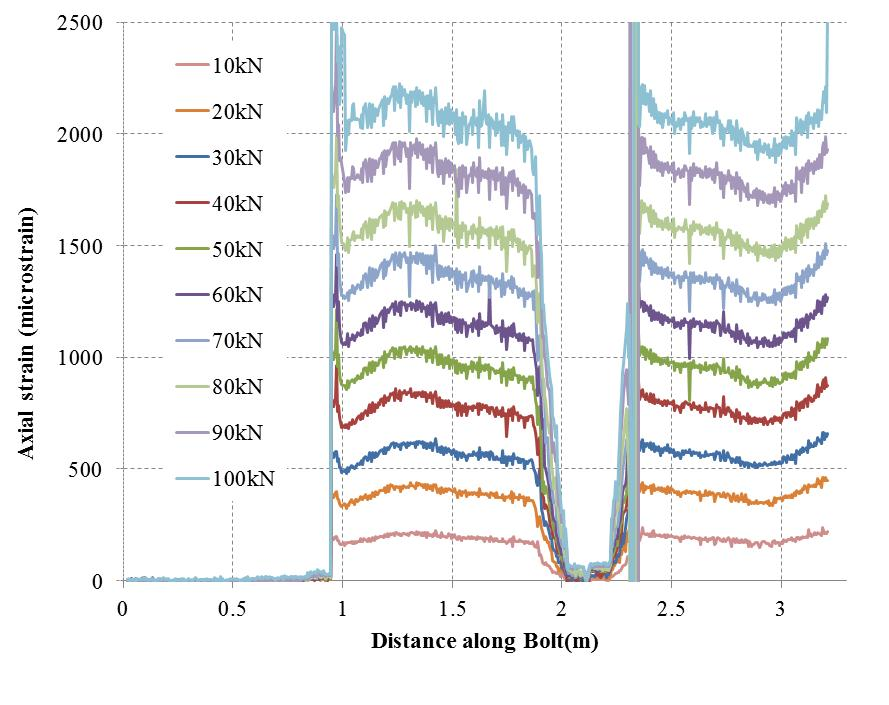 2500
2000
1500
1000
500
0
Axial strain (microstrain)
10kN
20kN
30kN
40kN
50kN
60kN
70kN
80kN
90kN
100kN
0 0.5 1 1.5 2 2.5 3
Distance along Bolt(m)